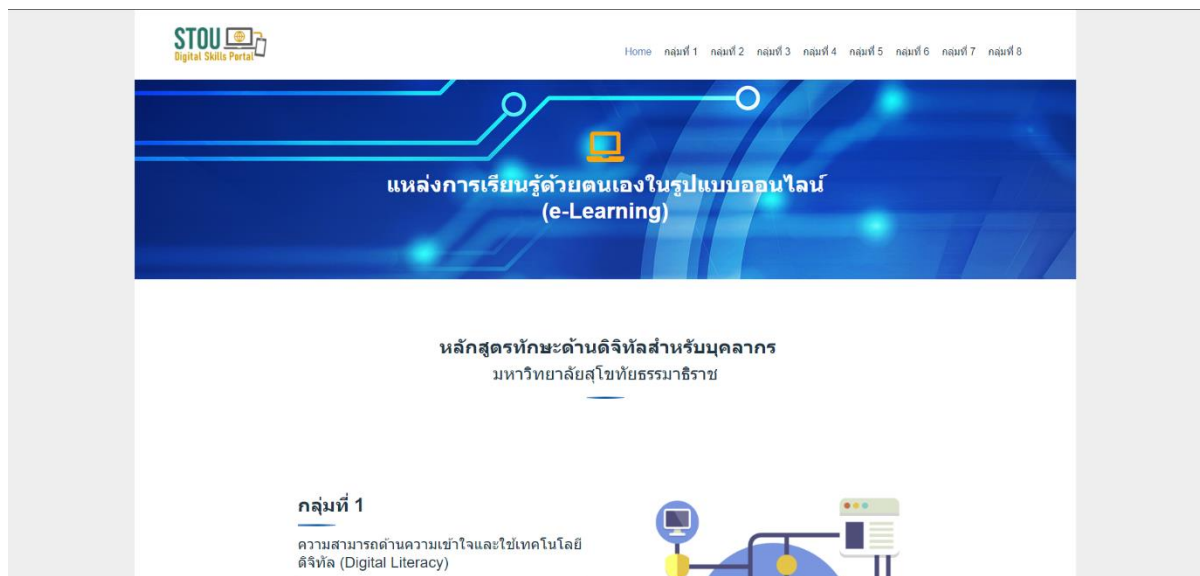 STOU
Digital Skills Portal
Home กลุ่มที่ 1 กลุ่มที่ 2 กลุ่มที่ 3 กลุ่มที่ 4 กลุ่มที่ 5 กลุ่มที่ 6 กลุ่มที่ 7 กลุ่มที่ 8
แหล่งการเรียนรู้ด้วยตนเองในรูปแบบออนไลน์
(e-Learning)
หลักสูตรทักษะด้านดิจิทัลสำหรับบุคลากร
มหาวิทยาลัยสุโขทัยธรรมาธิราช
กลุ่มที่ 1
ความสามารถด้านความเข้าใจและใช้เทคโนโลยี
ดิจิทัล (Digital Literacy)